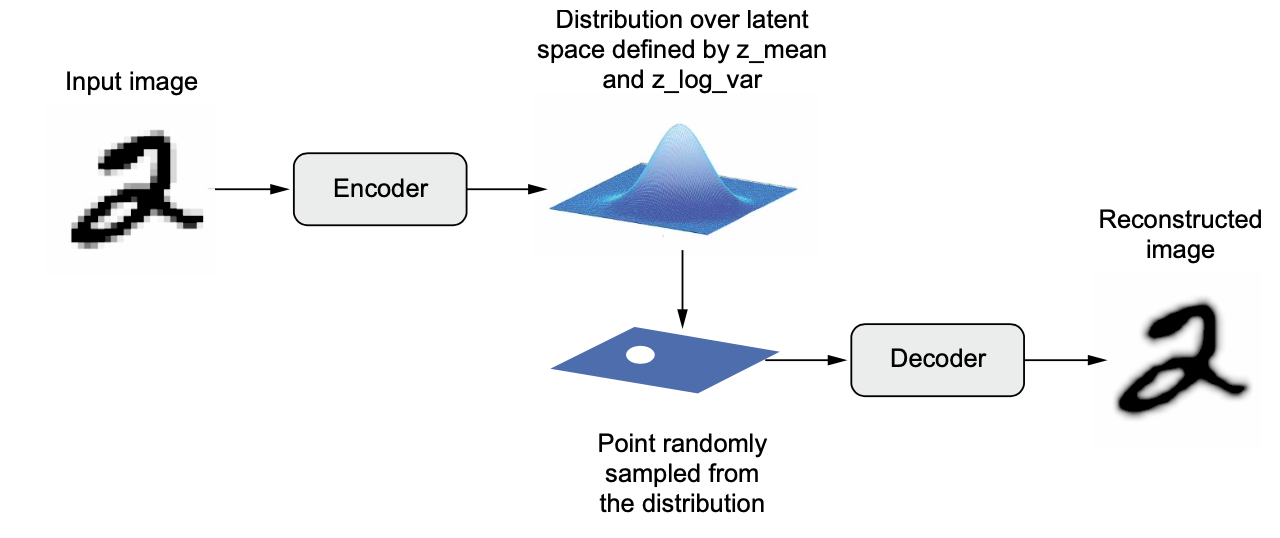 Distribution over latent
space defined by z_mean
and z_log_var
Input image
Encoder
Reconstructed
image
Decoder
Point randomly
sampled from
the distribution